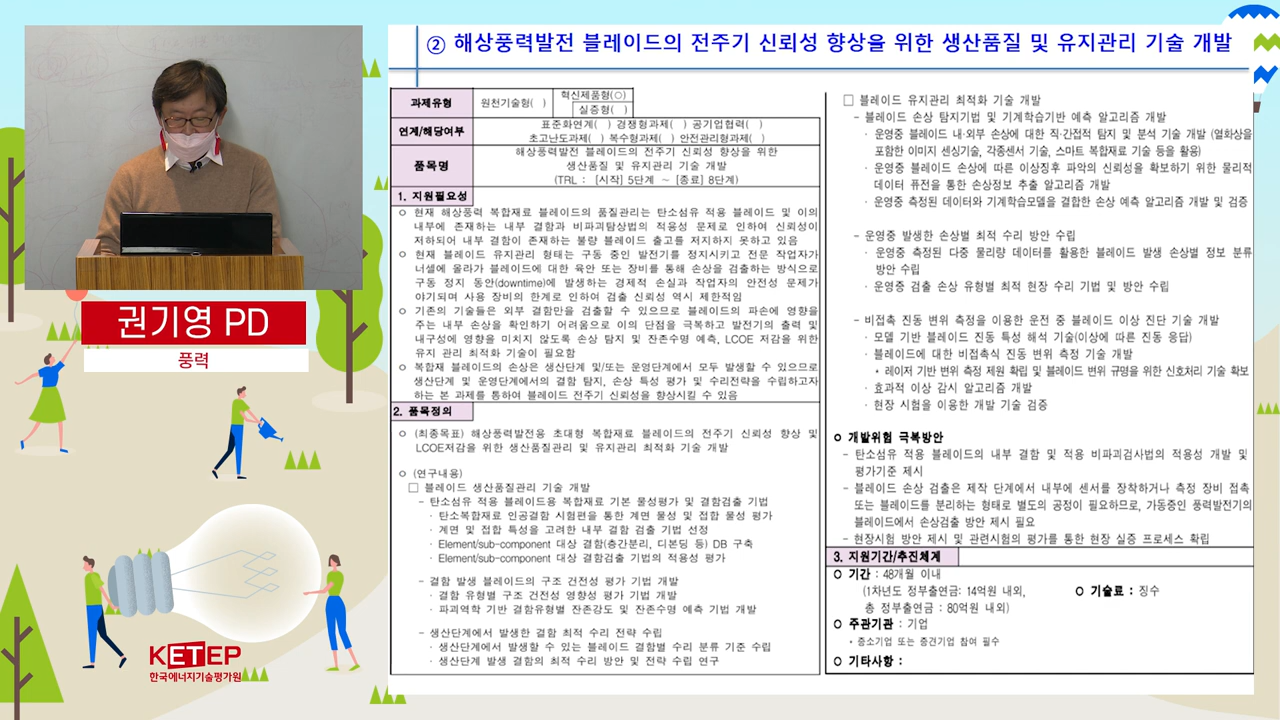 ② 해상풍력발전 블레이드의 전주기 신뢰성 향상을 위한 생산품질 및 유지관리 기술 개발
권기영 PD
풍력
KETEP
한국에너지기술평가원
과제유형
원천기술형( )
혁신제품형(○)
실증형( )
연계/해당여부
표준화연계( ) 경쟁형과제( ) 공기업협력( )
초고난도과제( ) 복수형과제( ) 안전관리형과제( )
품목명
해상풍력발전 블레이드의 전주기 신뢰성 향상을 위한
생산품질 및 유지관리 기술 개발
(TRL : [시작] 5단계 ~ [종료] 8단계)
1. 지원필요성
○ 현재 해상풍력 복합재료 블레이드의 품질관리는 탄소섬유 적용 블레이드 및 이의
내부에 존재하는 내부 결함과 비파괴탐상법의 적응성 문제로 인하여 신뢰성이
저하되어 내부 결함이 존재하는 불량 블레이드 출고를 저지하지 못하고 있음
○ 현재 블레이드 유지관리 형태는 구동 중인 발전기를 정지시키고 전문 작업자가
너셀에 올라가 블레이드에 대한 육안 또는 장비를 통해 손상을 검출하는 방식으로
구동 정지 동안(downtime)에 발생하는 경제적 손실과 작업자의 안전성 문제가
야기되며 사용 장비의 한계로 인하여 검출 신뢰성 역시 제한적임
○ 기존의 기술들은 외부 결함만을 검출할 수 있으므로 블레이드의 파손에 영향을
주는 내부 손상을 확인하기 어려움으로 이의 단점을 극복하고 발전기의 출력 및
내구성에 영향을 미치지 않도록 손상 탐지 및 잔존수명 예측, LCOE 저감을 위한
유지 관리 최적화 기술이 필요함
○ 복합재 블레이드의 손상은 생산단계 및/또는 운영단계에서 모두 발생할 수 있으므로
생산단계 및 운영단계에서의 결함 탐지, 손상 특성 평가 및 수리전략을 수립하고자
하는 본 과제를 통하여 블레이드 전주기 신뢰성을 향상시킬 수 있음
2. 품목정의
○ (최종목표) 해상풍력발전용 초대형 복합재료 블레이드의 전주기 신뢰성 향상 및
LCOE저감을 위한 생산품질관리 및 유지관리 최적화 기술 개발
○ (연구내용)
□ 블레이드 생산품질관리 기술 개발
- 탄소섬유 적용 블레이드용 복합재료 기본 물성평가 및 결함검출 기법
· 탄소복합재료 인공결함 시험편을 통한 계면 물성 및 접합 물성 평가
· 계면 및 접합 특성을 고려한 내부 결함 검출 기법 선정
· Element/sub-component 대상 결함(층간분리, 디본딩 등) DB 구축
· Element/sub-component 대상 결함검출 기법의 적용성 평가
- 결함 발생 블레이드의 구조 건전성 평가 기법 개발
· 결함 유형별 구조 건전성 영향성 평가 기법 개발
· 파괴역학 기반 결함유형별 잔존강도 및 잔존수명 예측 기법 개발
- 생산단계에서 발생한 결함 최적 수리 전략 수립
· 생산단계에서 발생할 수 있는 블레이드 결함별 수리 분류 기준 수립
· 생산단계 발생 결함의 최적 수리 방안 및 전략 수립 연구
□ 블레이드 유지관리 최적화 기술 개발
- 블레이드 손상 탐지기법 및 기계학습기반 예측 알고리즘 개발
· 운영중 블레이드 내·외부 손상에 대한 직·간접적 탐지 및 분석 기술 개발 (열화상을
포함한 이미지 센싱기술, 각종센서 기술, 스마트 복합재료 기술 등을 활용)
· 운영중 블레이드 손상에 따른 이상징후 파악의 신뢰성을 확보하기 위한 물리적
데이터 퓨전을 통한 손상정보 추출 알고리즘 개발
· 운영중 측정된 데이터와 기계학습모델을 결합한 손상 예측 알고리즘 개발 및 검증
- 운영중 발생한 손상별 최적 수리 방안 수립
· 운영중 측정된 다중 물리량 데이터를 활용한 블레이드 발생 손상별 정보 분류
방안 수립
· 운영중 검출 손상 유형별 최적 현장 수리 기법 및 방안 수립
- 비접촉 진동 변위 측정을 이용한 운전 중 블레이드 이상 진단 기술 개발
· 모델 기반 블레이드 진동 특성 해석 기술(이상에 따른 진동 응답)
· 블레이드에 대한 비접촉식 진동 변위 측정 기술 개발
* 레이저 기반 변위 측정 제원 확립 및 블레이드 변위 규명을 위한 신호처리 기술 확보
· 효과적 이상 감시 알고리즘 개발
· 현장 시험을 이용한 개발 기술 검증
○ 개발위험 극복방안
- 탄소섬유 적용 블레이드의 내부 결함 및 적용 비파괴검사법의 적응성 개발 및
평가기준 제시
- 블레이드 손상 검출은 제작 단계에서 내부에 센서를 장착하거나 측정 장비 접촉
또는 블레이드를 분리하는 형태로 별도의 공정이 필요하므로, 가동중인 풍력발전기의
블레이드에서 손상검출 방안 제시 필요
- 현장시험 방안 제시 및 관련시험의 평가를 통한 현장 실증 프로세스 확립
3. 지원기간/추진체계
○ 기간 : 48개월 이내
(1차년도 정부출연금: 14억원 내외,
○ 기술료 : 징수
총 정부출연금 : 80억원 내외)
○ 주관기관 : 기업
* 중소기업 또는 중견기업 참여 필수
○ 기타사항 :